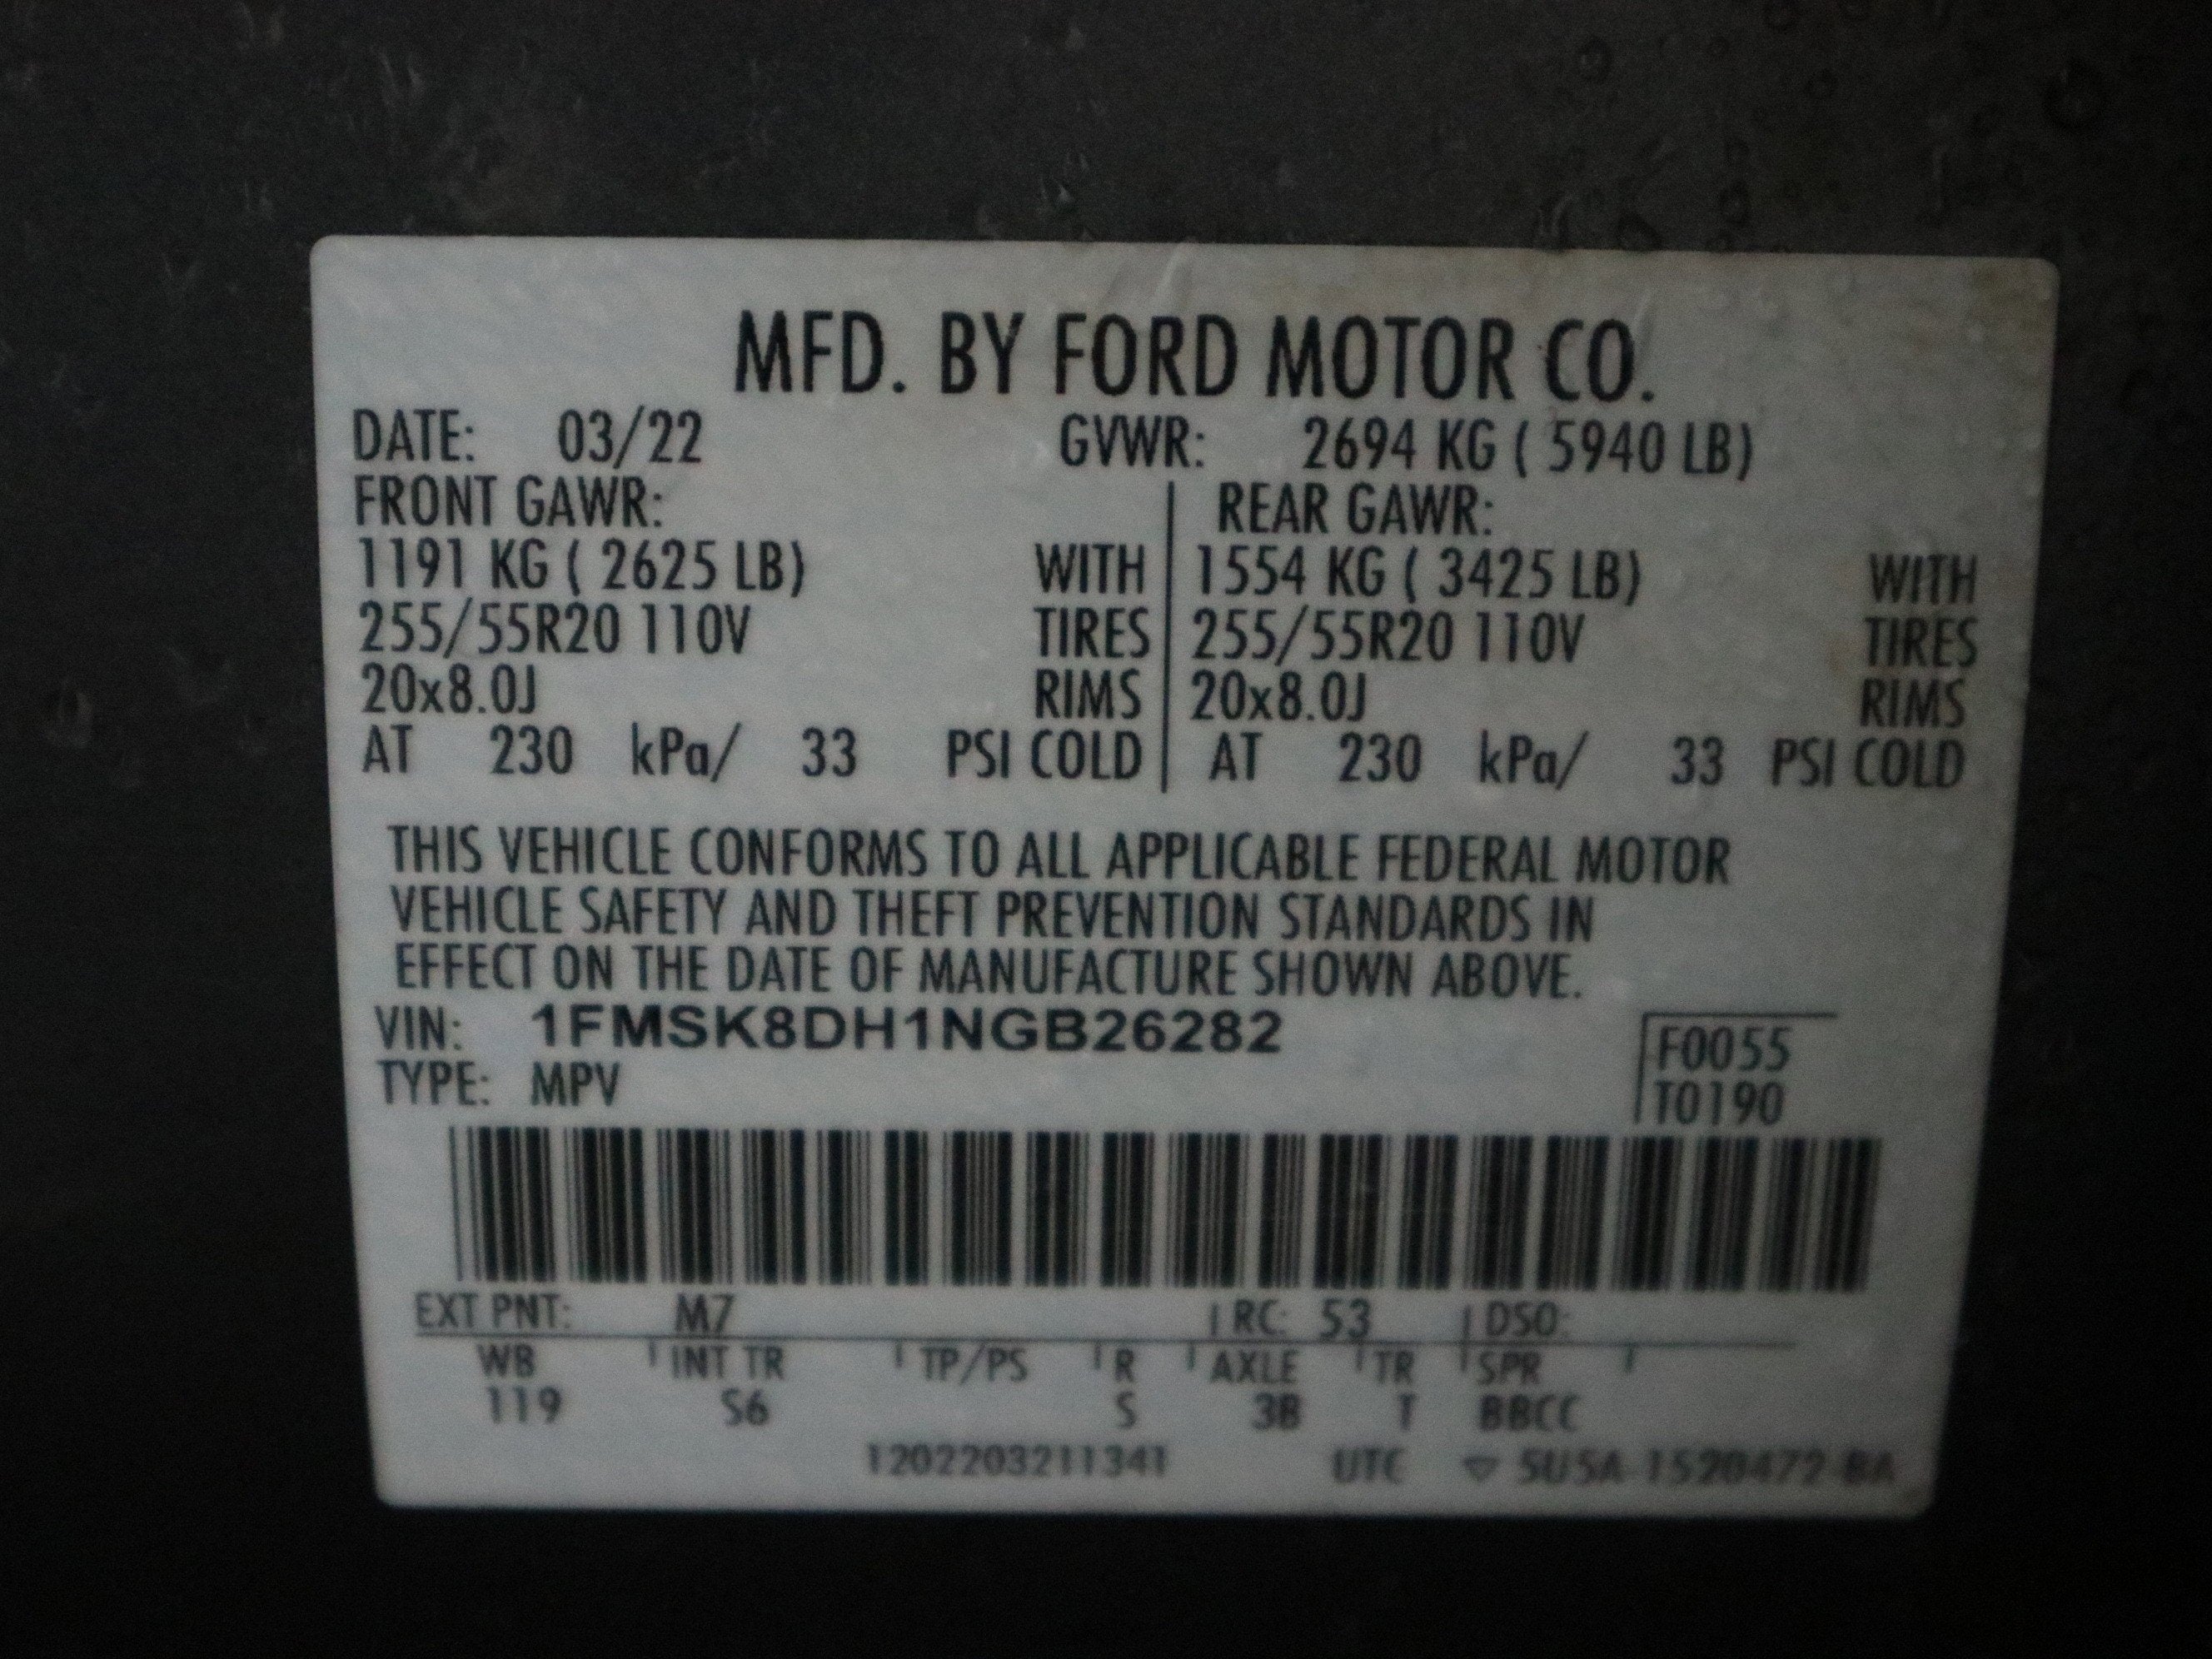 MFD. BY FORD MOTOR CO.
DATE: 03/22 GVWR: 2694 KG ( 5940 LB)
FRONT GAWR: REAR GAWR:
1191 KG ( 2625 LB) WITH 1554 KG ( 3425 LB) WITH
255/55R20 110V TIRES 255/55R20 110V TIRES
20x8.0J RIMS 20x8.0J RIMS
AT 230 kPa/ 33 PSI COLD AT 230 kPa/ 33 PSI COLD
THIS VEHICLE CONFORMS TO ALL APPLICABLE FEDERAL MOTOR
VEHICLE SAFETY AND THEFT PREVENTION STANDARDS IN
EFFECT ON THE DATE OF MANUFACTURE SHOWN ABOVE.
VIN: 1FMSK8DH1NGB26282 F0055
TYPE: MPV T0190
EXT PNT: M7 RC: 53 DSO:
WB INT TR TP/PS R AXLE TR SPR
119 S6 S 3B T BBCC
1202203211341 UTC ▽ 5U5A-1520472-BA